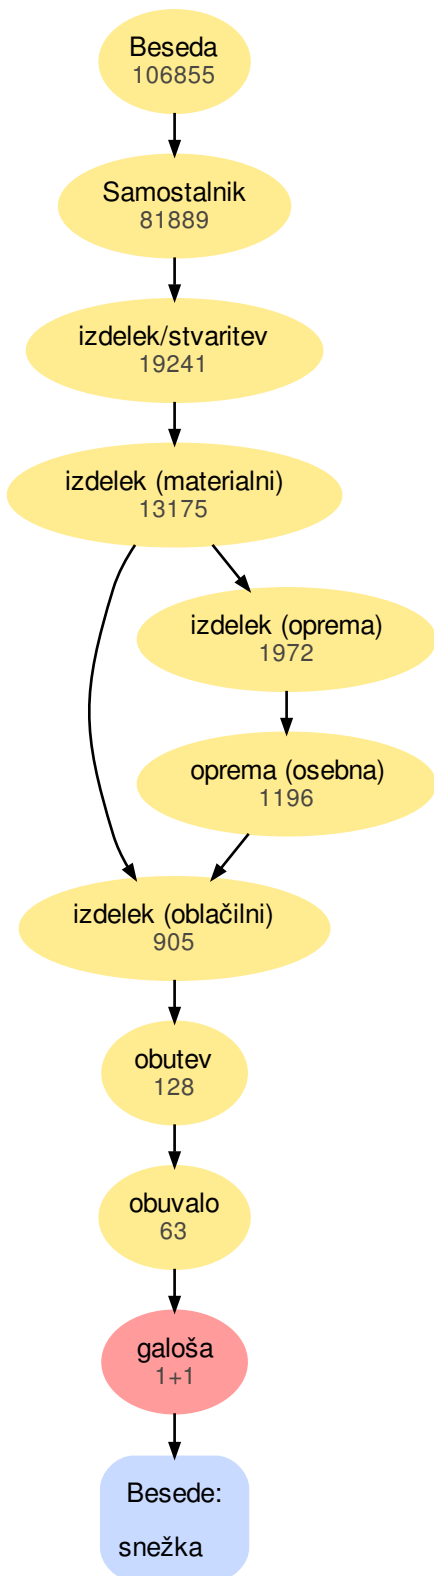 Beseda
106855
Samostalnik
81889
izdelek/stvaritev
19241
izdelek (materialni)
13175
izdelek (oprema)
1972
oprema (osebna)
1196
izdelek (oblačilni)
905
obutev
128
obuvalo
63
galoša
1+1
Besede:
snežka